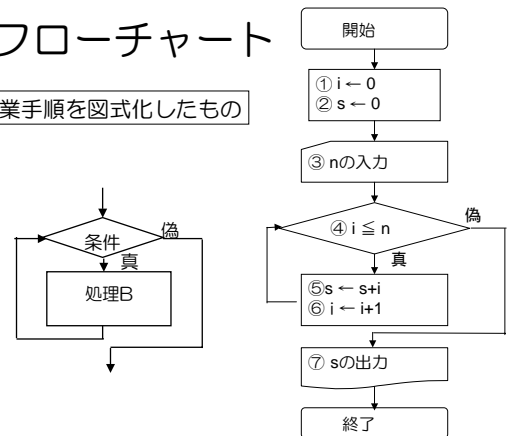 フローチャート
業手順を図式化したもの
条件
偽
真
処理B
開始
① i ← 0
② s ← 0
③ nの入力
④ i ≦ n
偽
真
⑤s ← s+i
⑥ i ← i+1
⑦ sの出力
終了